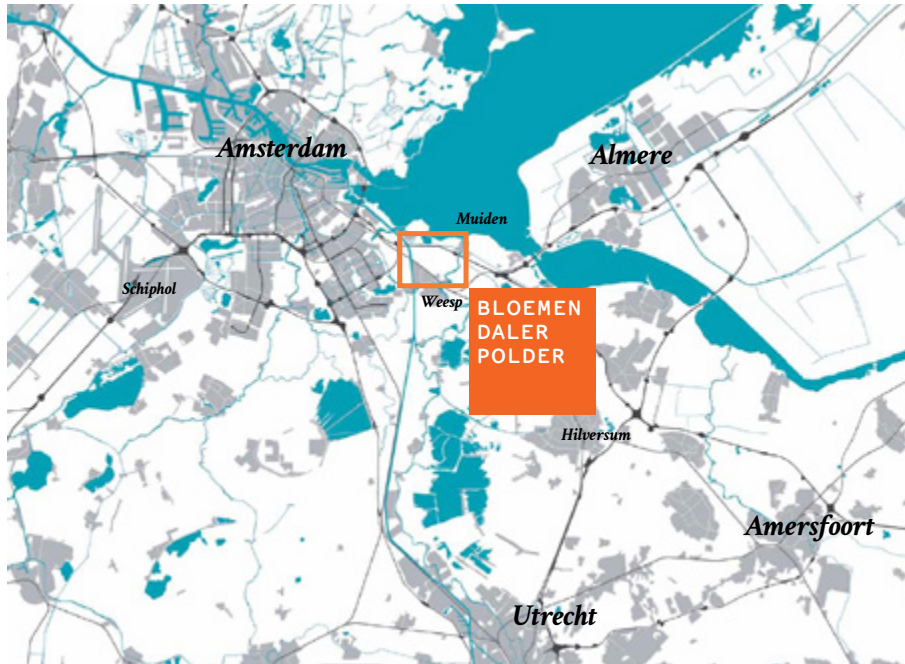 Amsterdam
Almere
Muiden
Schiphol
Weesp
BLOEMEN
DALER
POLDER
Hilversum
Amersfoort
Utrecht